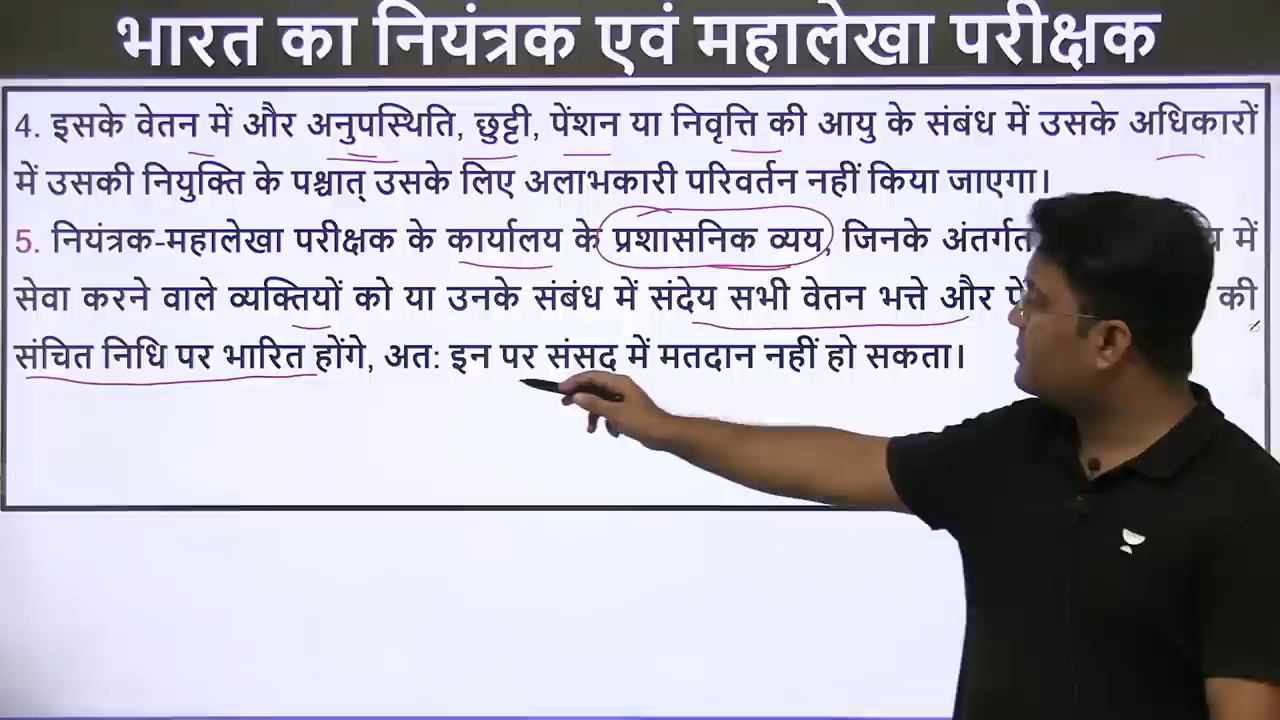 भारत का नियंत्रक एवं महालेखा परीक्षक
4. इसके वेतन में और अनुपस्थिति, छुट्टी, पेंशन या निवृत्ति की आयु के संबंध में उसके अधिकारों
में उसकी नियुक्ति के पश्चात् उसके लिए अलाभकारी परिवर्तन नहीं किया जाएगा।
5. नियंत्रक-महालेखा परीक्षक के कार्यालय के प्रशासनिक व्यय, जिनके अंतर्गत में
सेवा करने वाले व्यक्तियों को या उनके संबंध में संदेय सभी वेतन भत्ते और की
संचित निधि पर भारित होंगे, अत: इन पर संसद में मतदान नहीं हो सकता।